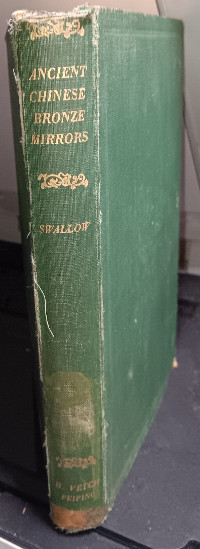 ANCIENT
CHINESE
BRONZE
MIRRORS
SWALLOW
H. VETCH
PEIPING